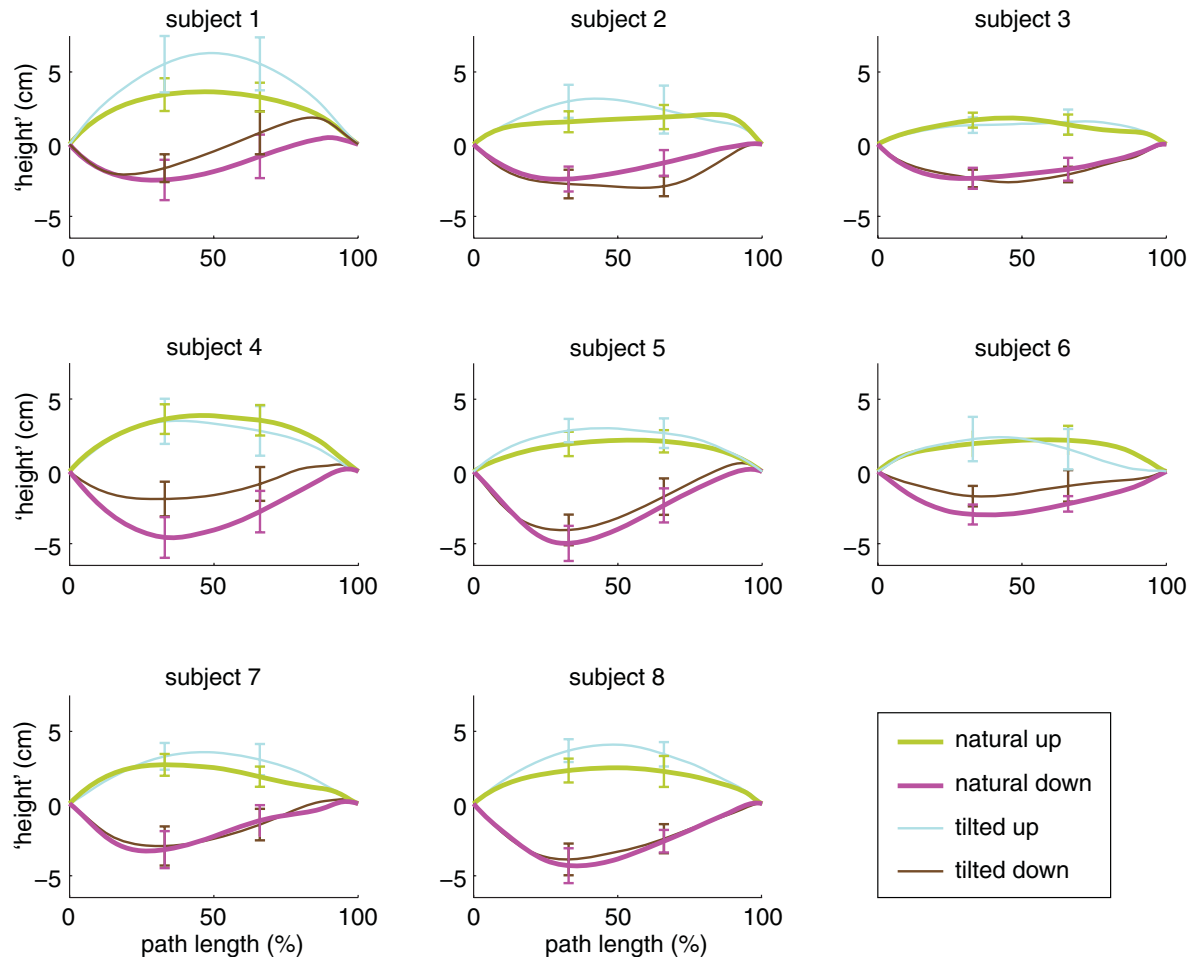 subject 1
subject 2
subject 3
'height' (cm)
5
0
−5
5
0
−5
5
0
−5
0 50 100
0 50 100
0 50 100
subject 4
subject 5
subject 6
'height' (cm)
5
0
−5
5
0
−5
5
0
−5
0 50 100
0 50 100
0 50 100
subject 7
subject 8
'height' (cm)
5
0
−5
5
0
−5
0 50 100
0 50 100
path length (%)
path length (%)
natural up
natural down
tilted up
tilted down